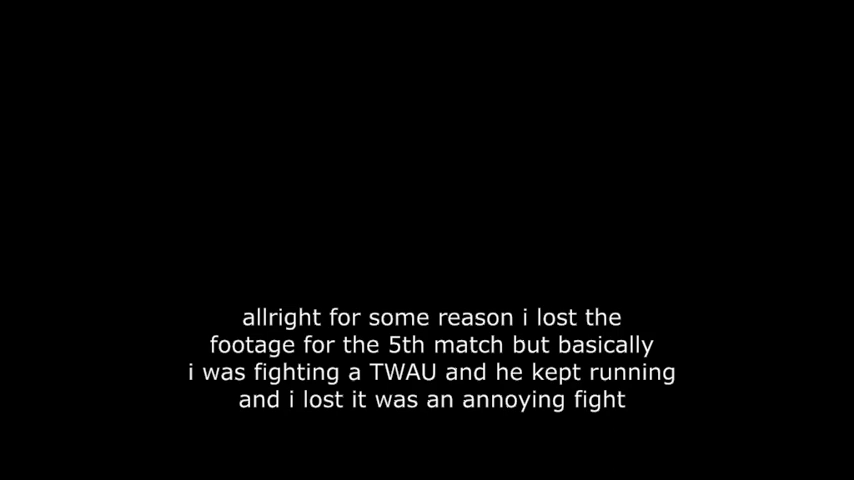 allright for some reason i lost the
footage for the 5th match but basically
i was fighting a TWAU and he kept running
and i lost it was an annoying fight